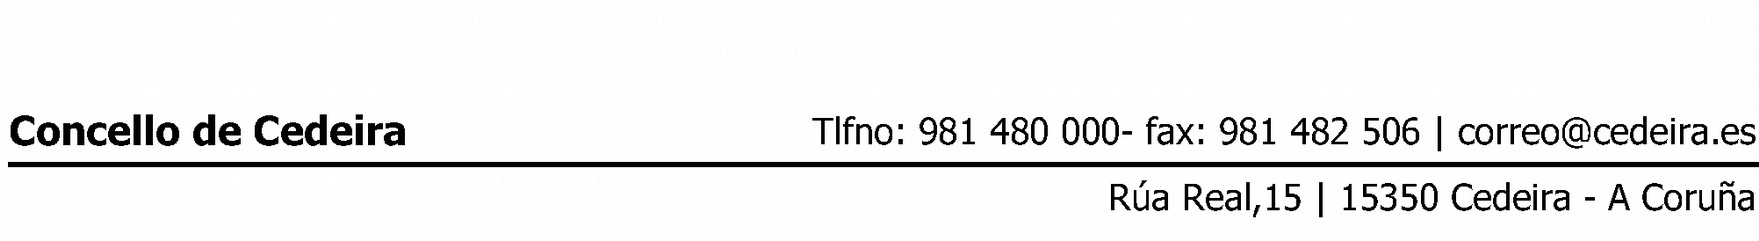 Concello de Cedeira Tlfno: 981 480 000- fax: 981 482 506 | correo@cedeira.es
Rúa Real,15 | 15350 Cedeira - A Coruña